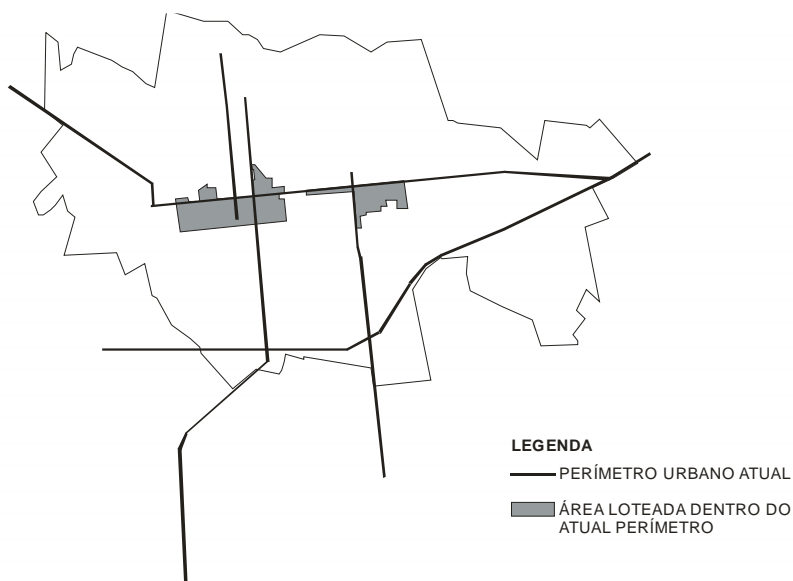 LEGENDA
PERÍMETRO URBANO ATUAL
ÁREA LOTEADA DENTRO DO
ATUAL PERÍMETRO